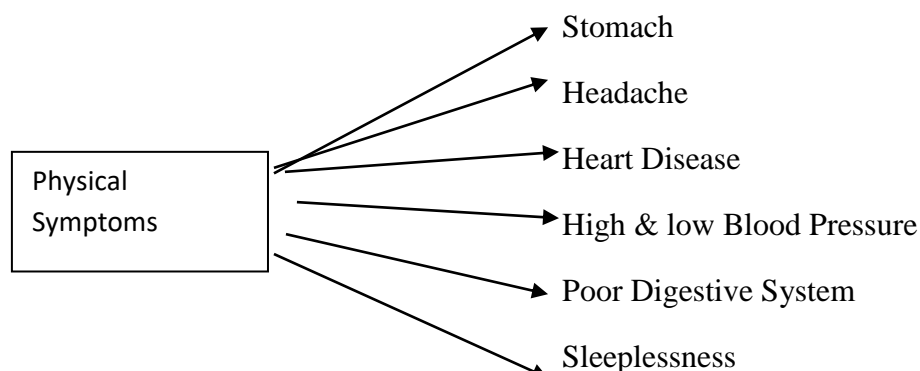 Stomach
Headache
Heart Disease
Physical
Symptoms
High & low Blood Pressure
Poor Digestive System
Sleeplessness